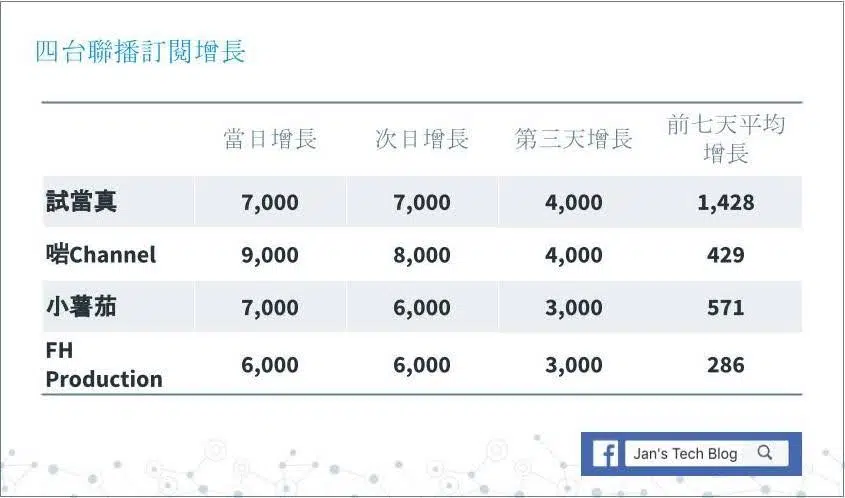 四台聯播訂閱增長
當日增長 次日增長 第三天增長 前七天平均
增長
試當真 7,000 7,000 4,000 1,428
啱Channel 9,000 8,000 4,000 429
小薯茄 7,000 6,000 3,000 571
FH
Production 6,000 6,000 3,000 286
Jan's Tech Blog